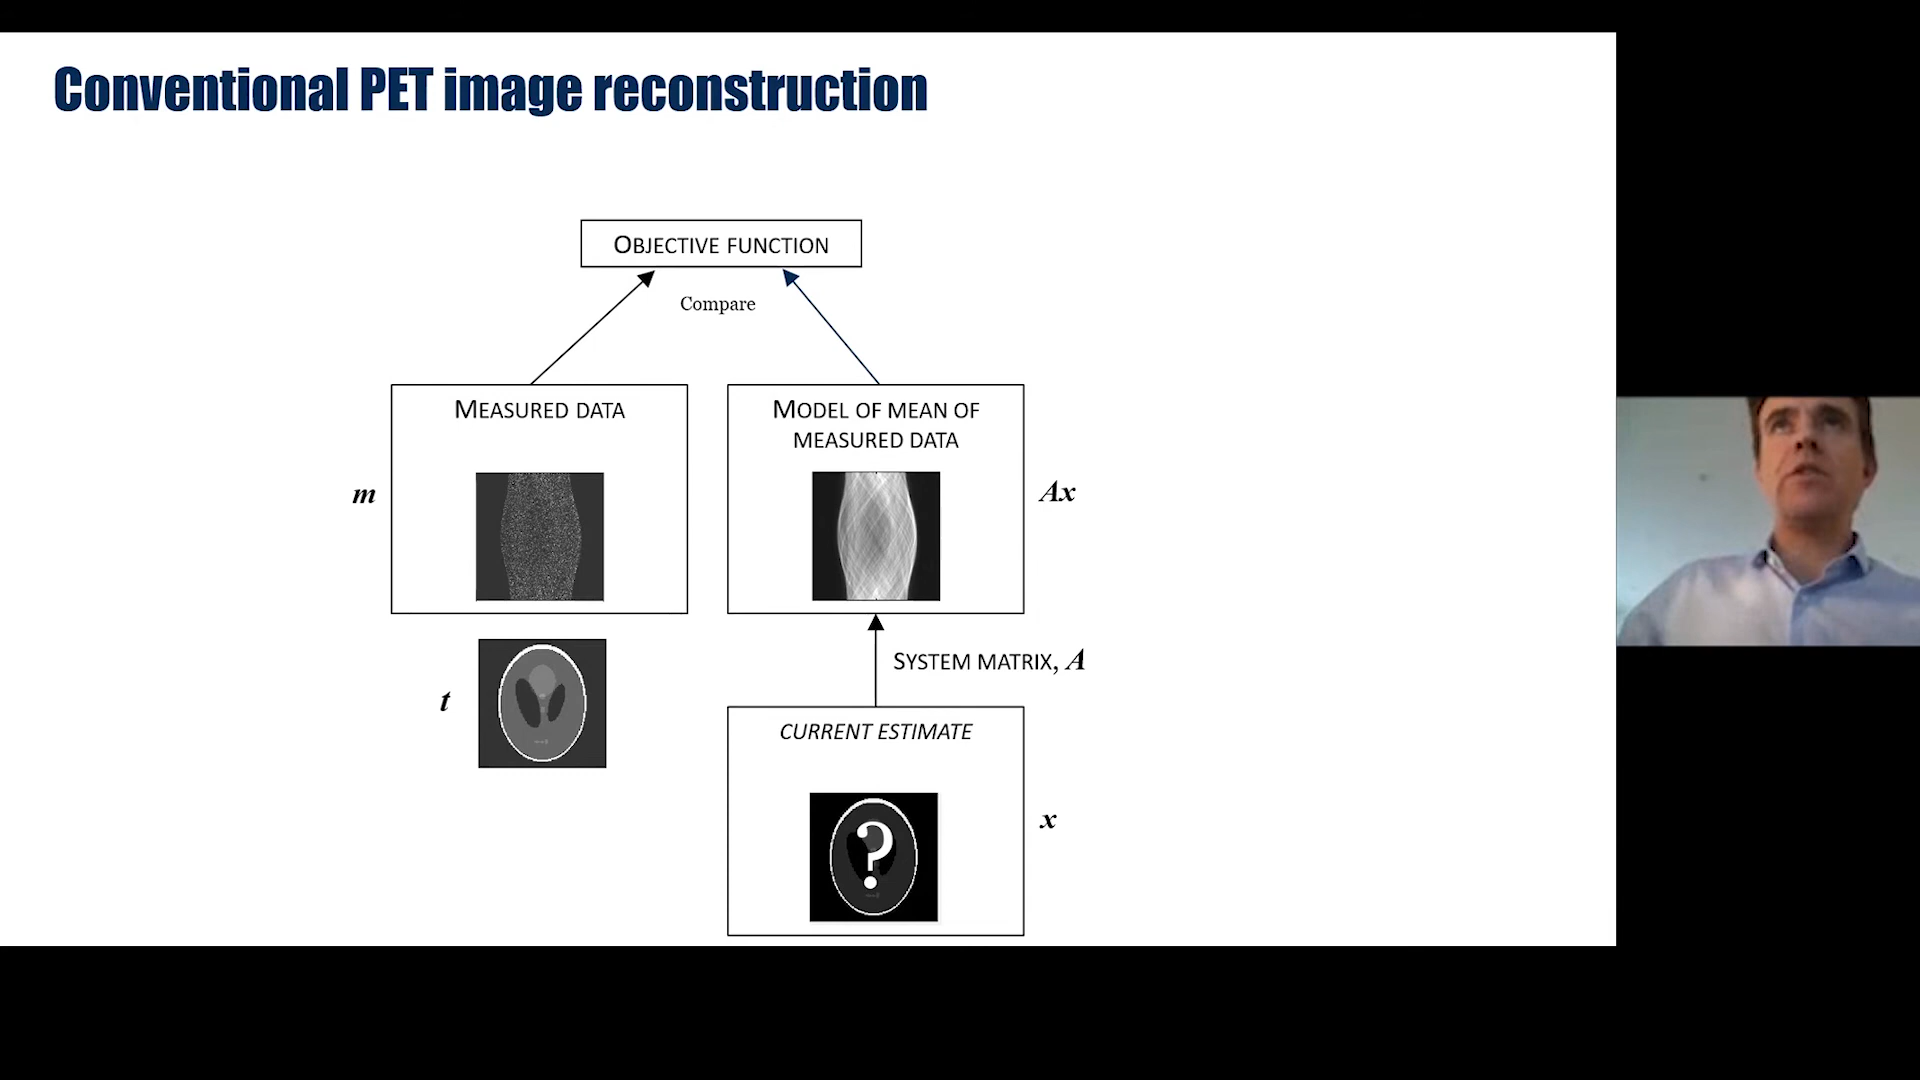 Conventional PET image reconstruction
OBJECTIVE FUNCTION
Compare
MEASURED DATA
MODEL OF MEAN OF
MEASURED DATA
m
Ax
SYSTEM MATRIX, A
t
CURRENT ESTIMATE
?
x